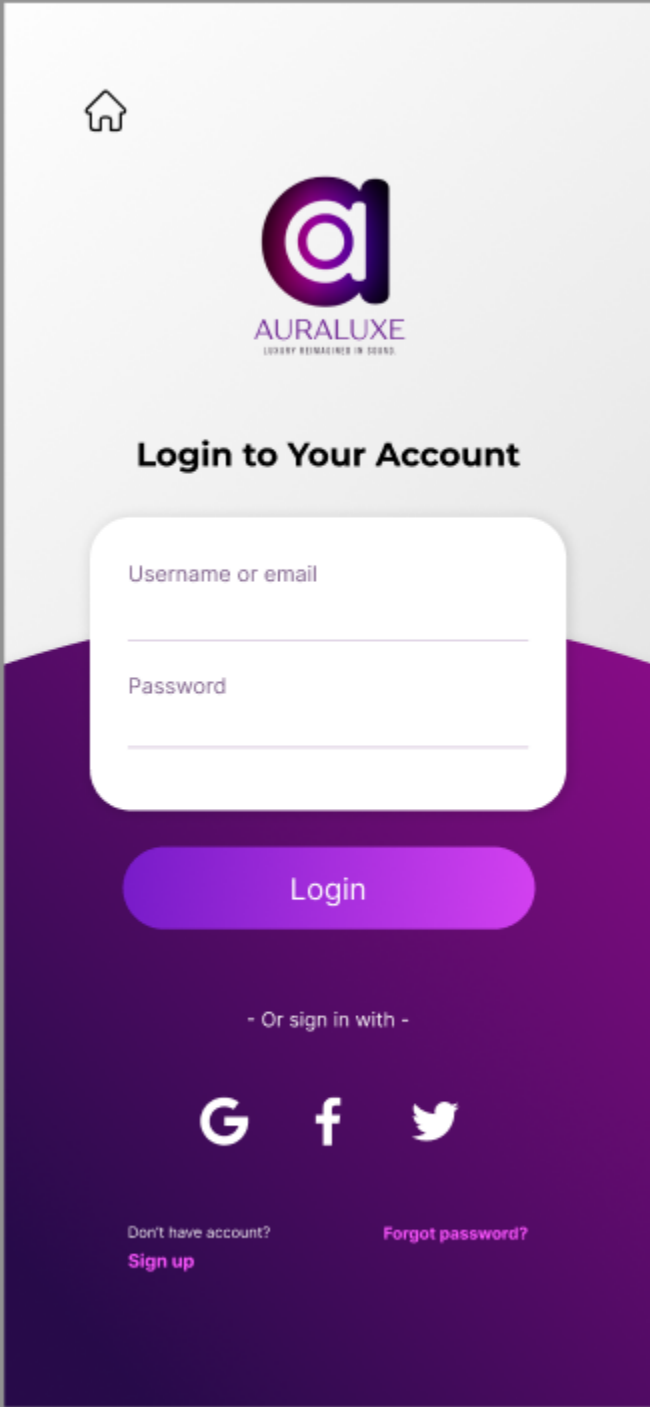 AURALUXE
LUXURY REIMAGINED IN SOUND.
Login to Your Account
Username or email
Password
Login
- Or sign in with -
Don't have account?
Forgot password?
Sign up